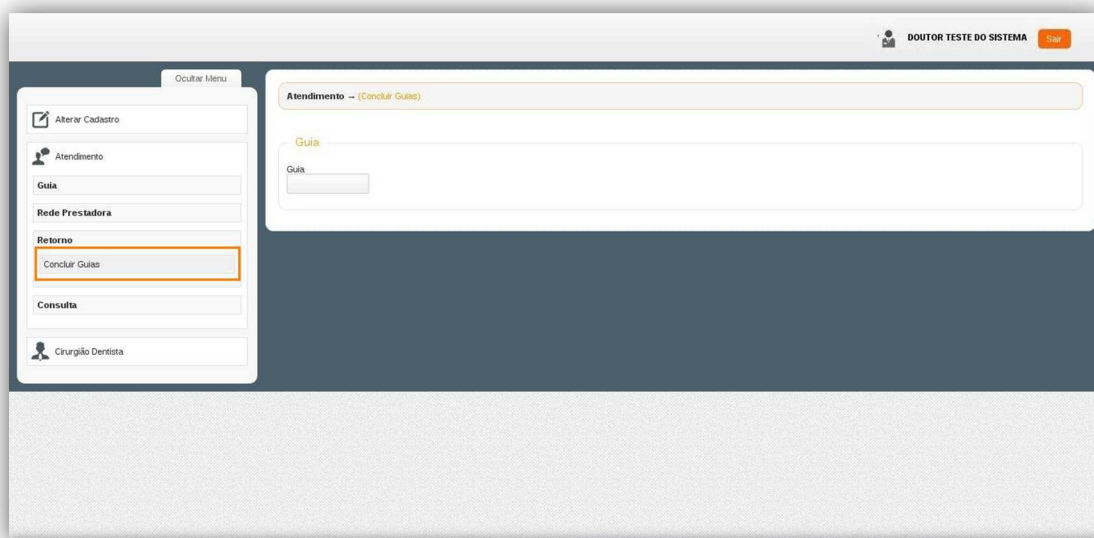 DOUTOR TESTE DO SISTEMA
Sair
Ocultar Menu
Alterar Cadastro
Atendimento
Guia
Rede Prestadora
Retorno
Concluir Guias
Consulta
Cirurgião Dentista
Atendimento → (Concluir Guias)
Guia
Guia